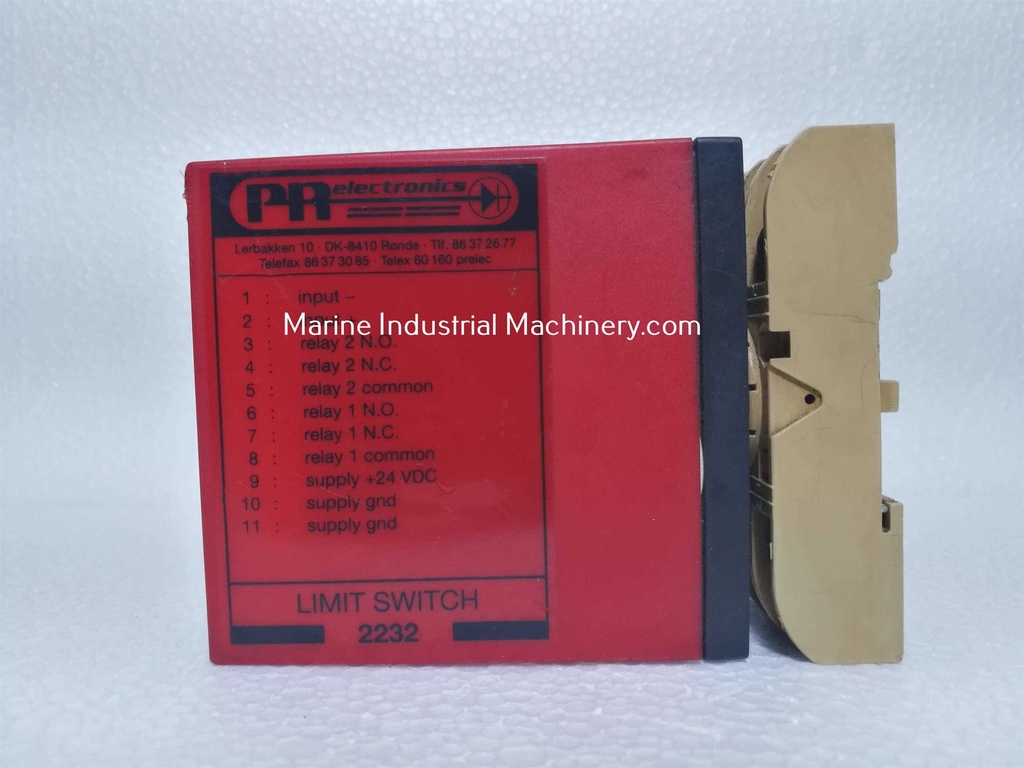 PR electronics
Lerbakken 10 · DK-8410 Rønde · Tlf. 86 37 26 77
Telefax 86 37 30 85 · Telex 60 160 prelec
1 : input –
2 :
Marine Industrial Machinery.com
3 : relay 2 N.O.
4 : relay 2 N.C.
5 : relay 2 common
6 : relay 1 N.O.
7 : relay 1 N.C.
8 : relay 1 common
9 : supply +24 VDC
10 : supply gnd
11 : supply gnd
LIMIT SWITCH
2232